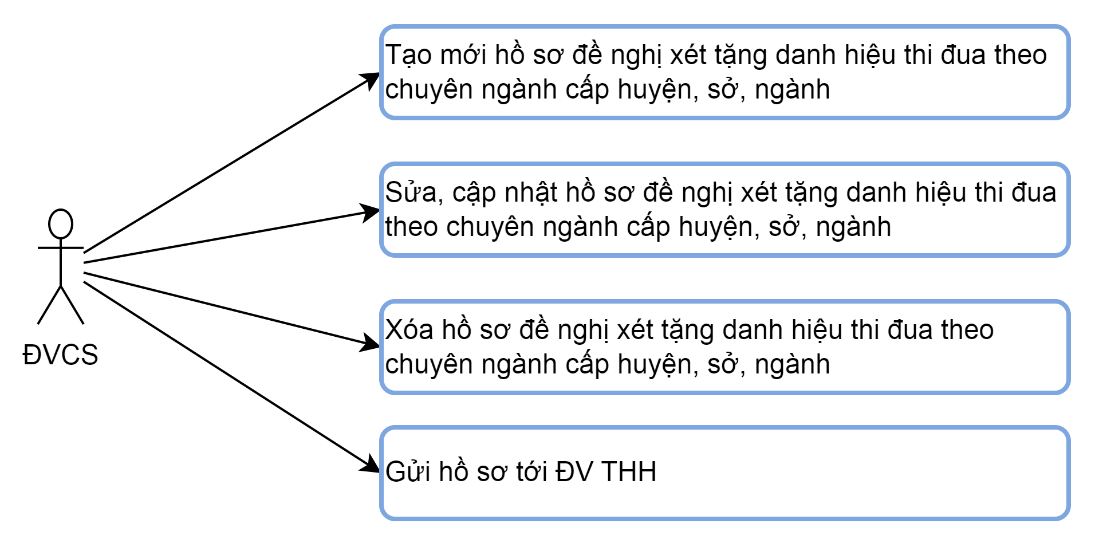 Tạo mới hồ sơ đề nghị xét tặng danh hiệu thi đua theo
chuyên ngành cấp huyện, sở, ngành
Sửa, cập nhật hồ sơ đề nghị xét tặng danh hiệu thi đua
theo chuyên ngành cấp huyện, sở, ngành
Xóa hồ sơ đề nghị xét tặng danh hiệu thi đua theo
chuyên ngành cấp huyện, sở, ngành
ĐVCS
Gửi hồ sơ tới ĐV THH